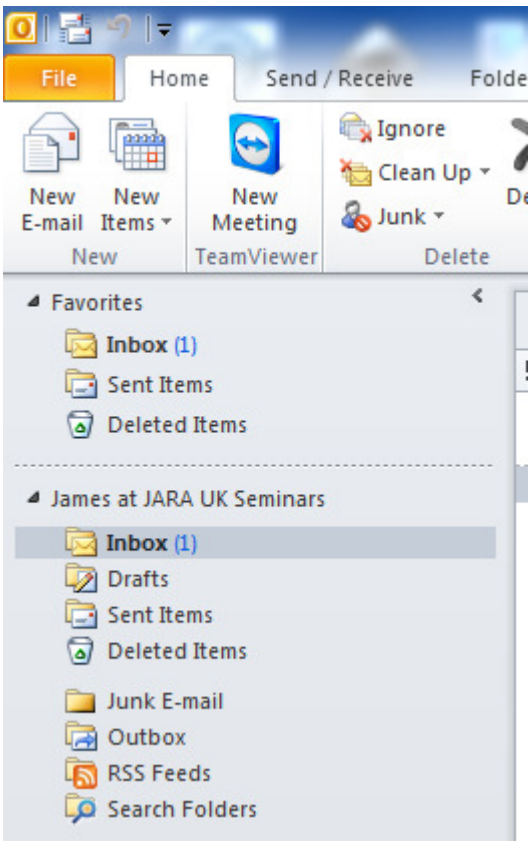 File Home Send / Receive
New E-mail
New Items
New Meeting
Ignore
Clean Up
Junk
New TeamViewer Delete
Favorites
Inbox (1)
Sent Items
Deleted Items
James at JARA UK Seminars
Inbox (1)
Drafts
Sent Items
Deleted Items
Junk E-mail
Outbox
RSS Feeds
Search Folders